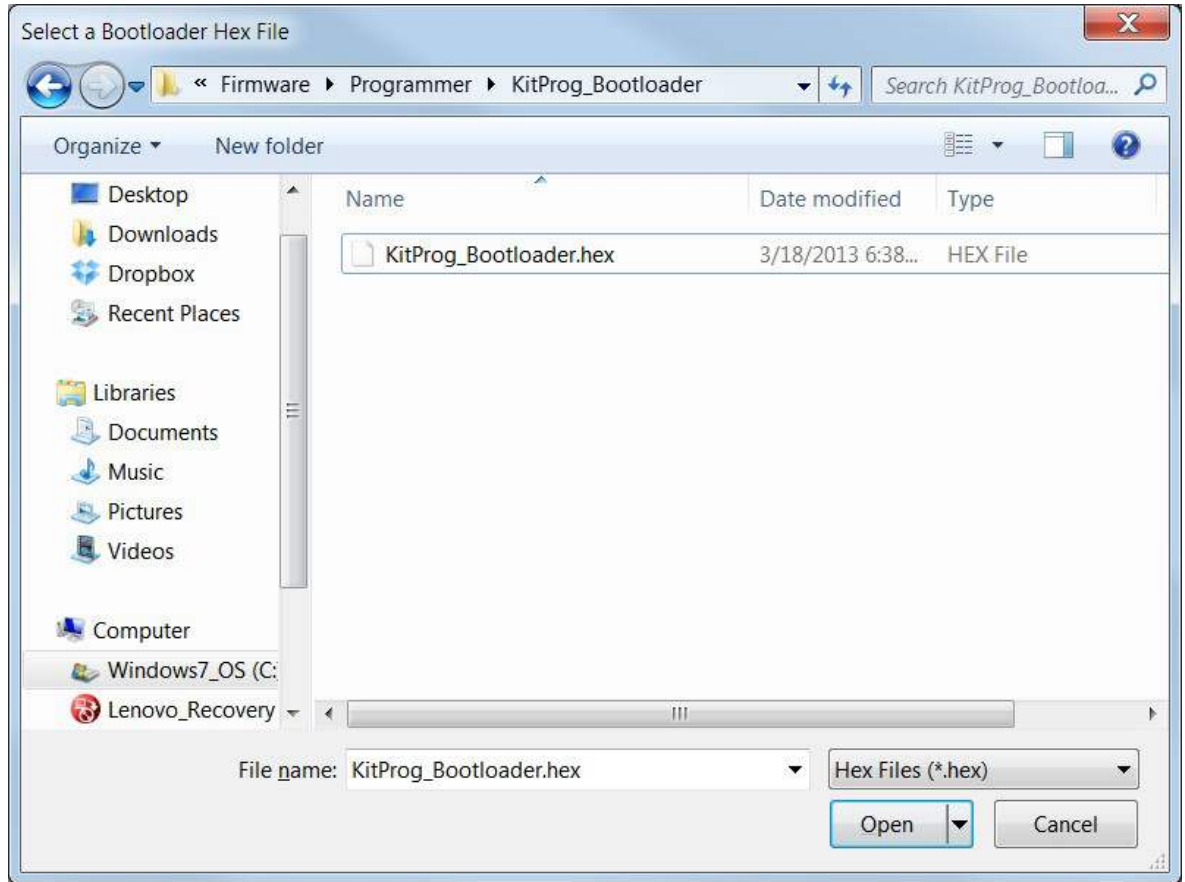 Select a Bootloader Hex File
« Firmware ▸ Programmer ▸ KitProg_Bootloader
Search KitProg_Bootloa...
Organize ▾ New folder
Name Date modified Type
KitProg_Bootloader.hex 3/18/2013 6:38... HEX File
Desktop
Downloads
Dropbox
Recent Places
Libraries
Documents
Music
Pictures
Videos
Computer
Windows7_OS (C:
Lenovo_Recovery
File name: KitProg_Bootloader.hex Hex Files (*.hex)
Open Cancel